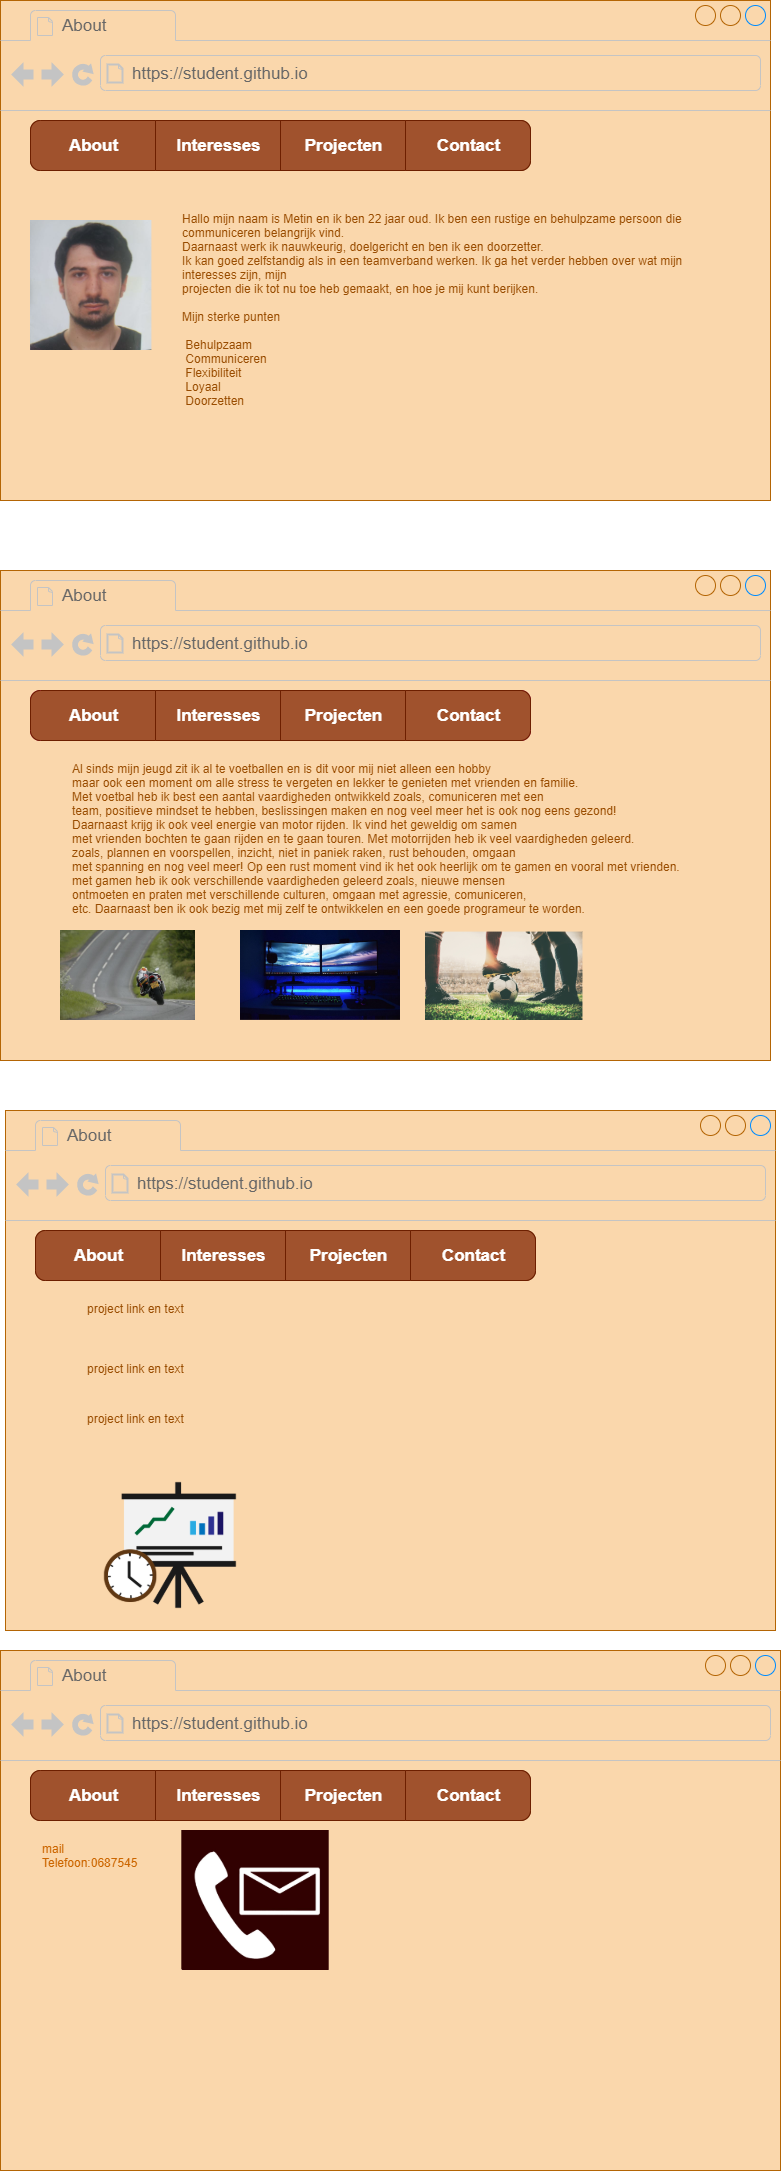 About
https://student.github.io
About Interesses Projecten Contact
Hallo mijn naam is Metin en ik ben 22 jaar oud. Ik ben een rustige en behulpzame persoon die
communiceren belangrijk vind.
Daarnaast werk ik nauwkeurig, doelgericht en ben ik een doorzetter.
Ik kan goed zelfstandig als in een teamverband werken. Ik ga het verder hebben over wat mijn
interesses zijn, mijn
projecten die ik tot nu toe heb gemaakt, en hoe je mij kunt berijken.
Mijn sterke punten
Behulpzaam
Communiceren
Flexibiliteit
Loyaal
Doorzetten
About
https://student.github.io
About Interesses Projecten Contact
Al sinds mijn jeugd zit ik al te voetballen en is dit voor mij niet alleen een hobby
maar ook een moment om alle stress te vergeten en lekker te genieten met vrienden en familie.
Met voetbal heb ik best een aantal vaardigheden ontwikkeld zoals, comuniceren met een
team, positieve mindset te hebben, beslissingen maken en nog veel meer het is ook nog eens gezond!
Daarnaast krijg ik ook veel energie van motor rijden. Ik vind het geweldig om samen
met vrienden bochten te gaan rijden en te gaan touren. Met motorrijden heb ik veel vaardigheden geleerd.
zoals, plannen en voorspellen, inzicht, niet in paniek raken, rust behouden, omgaan
met spanning en nog veel meer! Op een rust moment vind ik het ook heerlijk om te gamen en vooral met vrienden.
met gamen heb ik ook verschillende vaardigheden geleerd zoals, nieuwe mensen
ontmoeten en praten met verschillende culturen, omgaan met agressie, comuniceren,
etc. Daarnaast ben ik ook bezig met mij zelf te ontwikkelen en een goede programeur te worden.
About
https://student.github.io
About Interesses Projecten Contact
project link en text
project link en text
project link en text
About
https://student.github.io
About Interesses Projecten Contact
mail
Telefoon:0687545